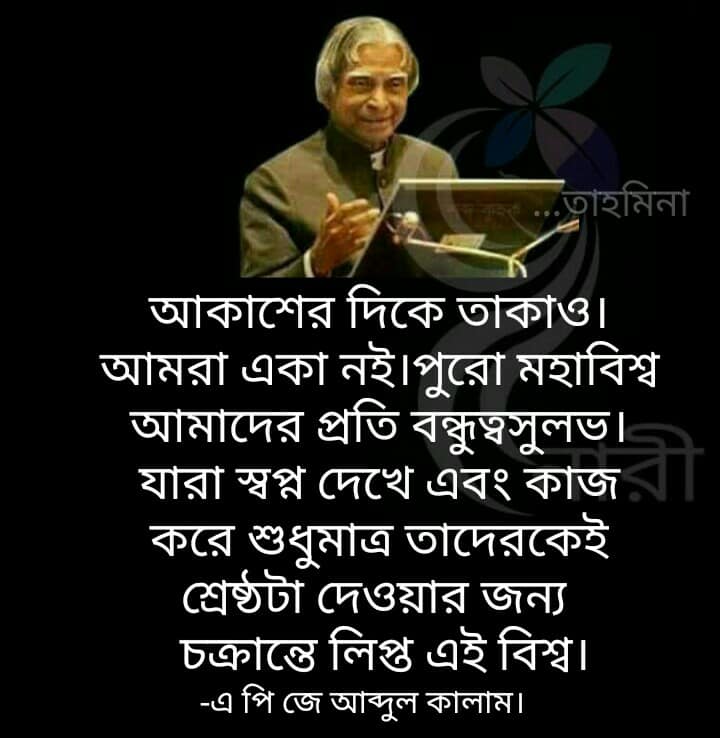 ...তাহমিনা
আকাশের দিকে তাকাও।
আমরা একা নই।পুরো মহাবিশ্ব
আমাদের প্রতি বন্ধুত্বসুলভ।
যারা স্বপ্ন দেখে এবং কাজ
করে শুধুমাত্র তাদেরকেই
শ্রেষ্ঠটা দেওয়ার জন্য
চক্রান্তে লিপ্ত এই বিশ্ব।
-এ পি জে আব্দুল কালাম।